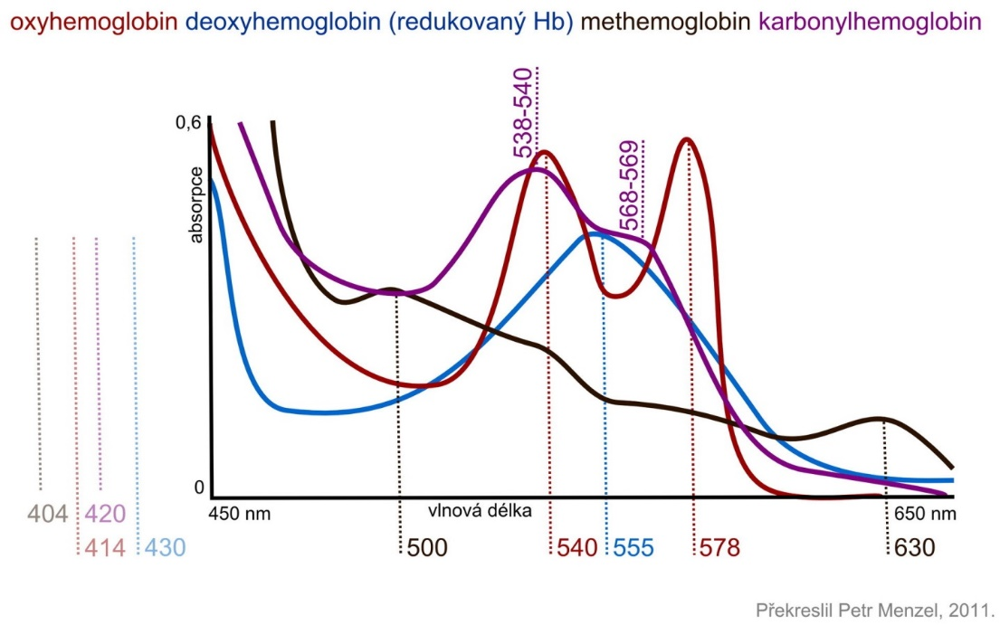 oxyhemoglobin deoxyhemoglobin (redukovaný Hb) methemoglobin karbonylhemoglobin
538-540
568-569
0,6
absorpce
0
450 nm
vlnová délka
650 nm
404
420
414
430
500
540
555
578
630
Překreslil Petr Menzel, 2011.